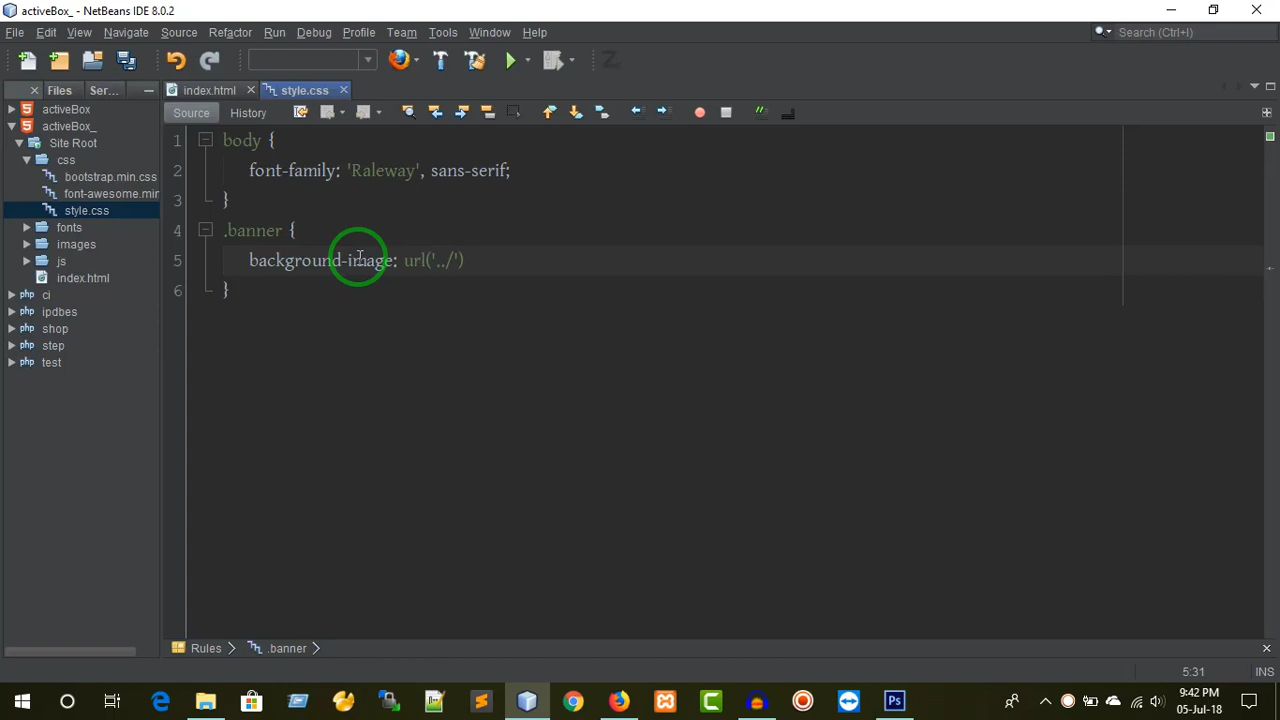 activeBox_ - NetBeans IDE 8.0.2
File Edit View Navigate Source Refactor Run Debug Profile Team Tools Window Help
Search (Ctrl+I)
Files Ser...
index.html
style.css
Source History
activeBox
activeBox_
Site Root
css
bootstrap.min.css
font-awesome.min
style.css
fonts
images
js
index.html
ci
ipdbes
shop
step
test
1 body {
2 font-family: 'Raleway', sans-serif;
3 }
4 .banner {
5 background-image: url('../')
6 }
Rules .banner
5:31 INS
9:42 PM
05-Jul-18